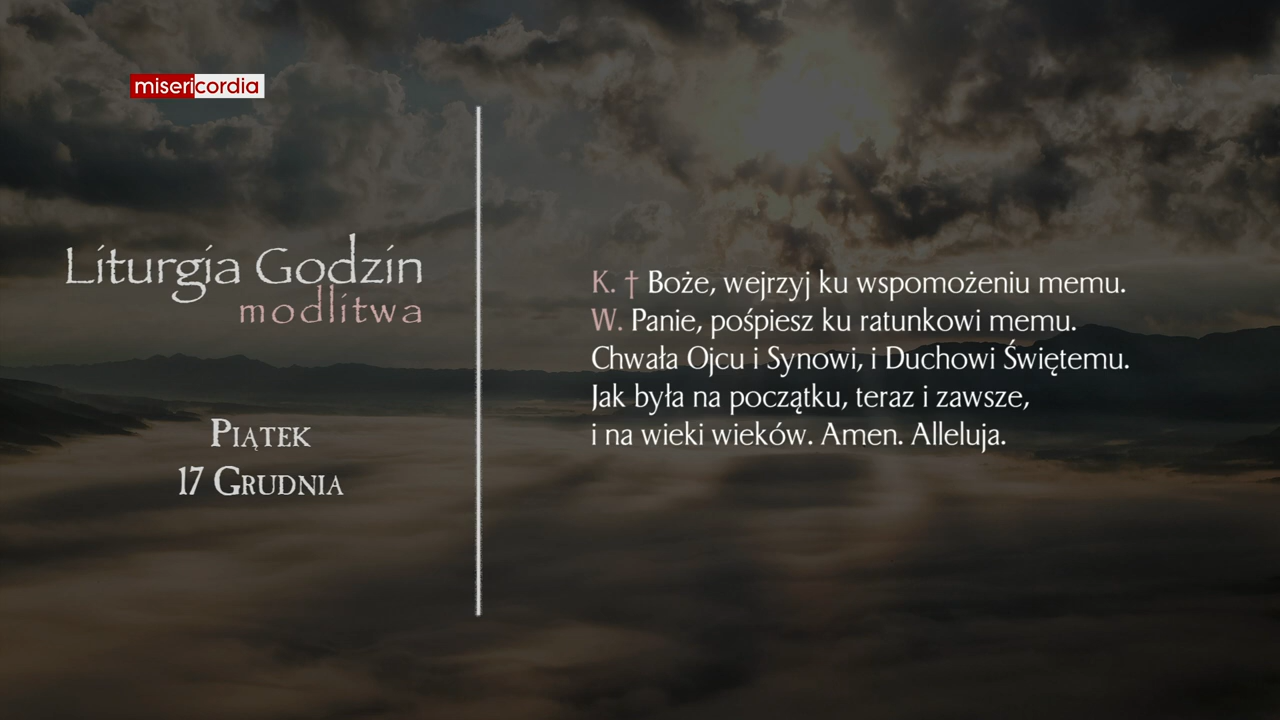 misericordia
Liturgia Godzin
modlitwa
Piątek
17 Grudnia
K. † Boże, wejrzyj ku wspomożeniu memu.
W. Panie, pośpiesz ku ratunkowi memu.
Chwała Ojcu i Synowi, i Duchowi Świętemu.
Jak była na początku, teraz i zawsze,
i na wieki wieków. Amen. Alleluja.